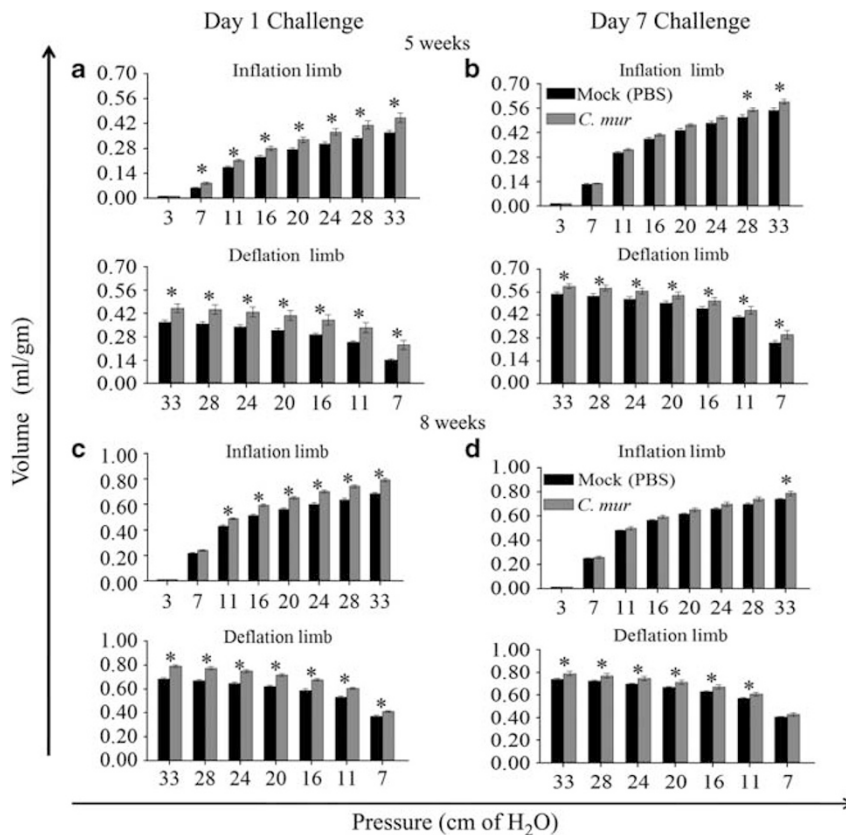 Day 1 Challenge Day 7 Challenge
5 weeks
a b
Inflation limb Inflation limb
0.70 0.70
0.56 0.56
0.42 0.42
0.28 0.28
0.14 0.14
0.00 0.00
Mock (PBS)
C. mur
* * * * * * * * *
3 7 11 16 20 24 28 33 3 7 11 16 20 24 28 33
Deflation limb Deflation limb
0.70 0.70
0.56 0.56
0.42 0.42
0.28 0.28
0.14 0.14
0.00 0.00
* * * * * * * * * * * * * *
33 28 24 20 16 11 7 33 28 24 20 16 11 7
8 weeks
c d
Inflation limb Inflation limb
1.00 1.00
0.80 0.80
0.60 0.60
0.40 0.40
0.20 0.20
0.00 0.00
Mock (PBS)
C. mur
* * * * * * *
3 7 11 16 20 24 28 33 3 7 11 16 20 24 28 33
Deflation limb Deflation limb
1.00 1.00
0.80 0.80
0.60 0.60
0.40 0.40
0.20 0.20
0.00 0.00
* * * * * * * * * * * * *
33 28 24 20 16 11 7 33 28 24 20 16 11 7
Volume (ml/gm)
Pressure (cm of H₂O)